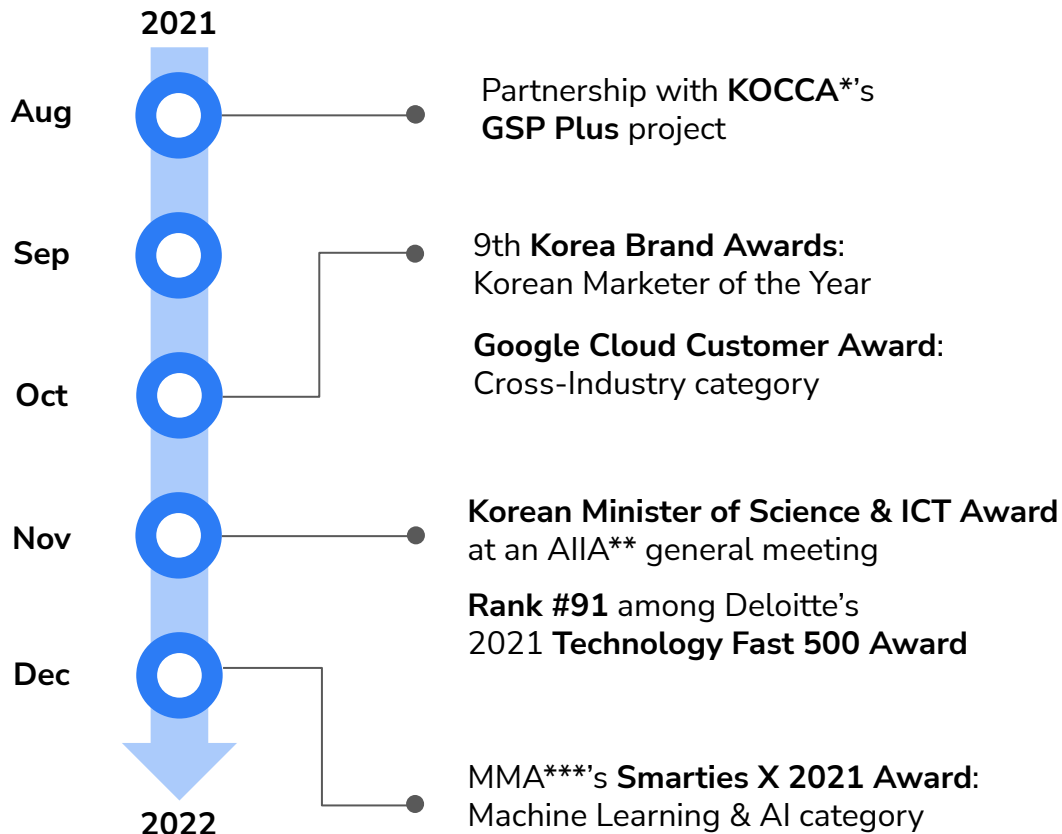 2021
Aug
Partnership with KOCCA*'s
GSP Plus project
Sep
9th Korea Brand Awards:
Korean Marketer of the Year
Google Cloud Customer Award:
Cross-Industry category
Oct
Nov
Korean Minister of Science & ICT Award
at an AIIA** general meeting
Rank #91 among Deloitte's
2021 Technology Fast 500 Award
Dec
MMA***'s Smarties X 2021 Award:
Machine Learning & AI category
2022